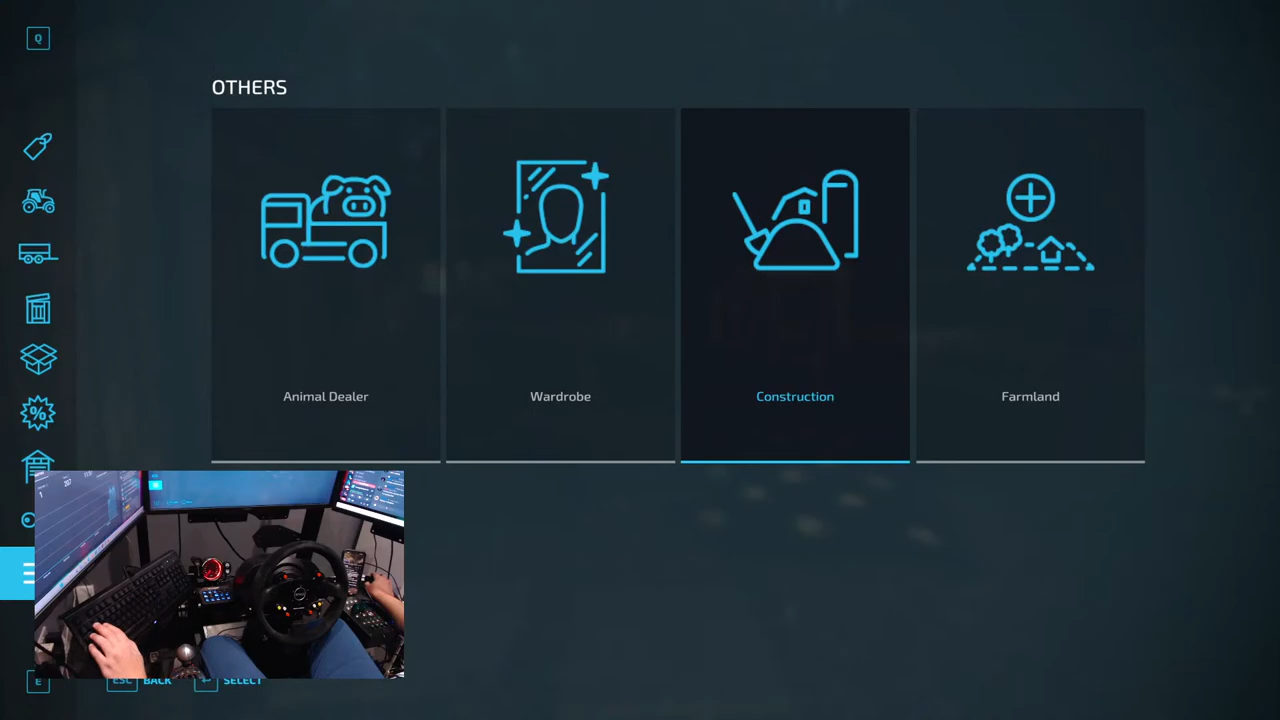 Q
OTHERS
Animal Dealer
Wardrobe
Construction
Farmland
E
ESC BACK SELECT